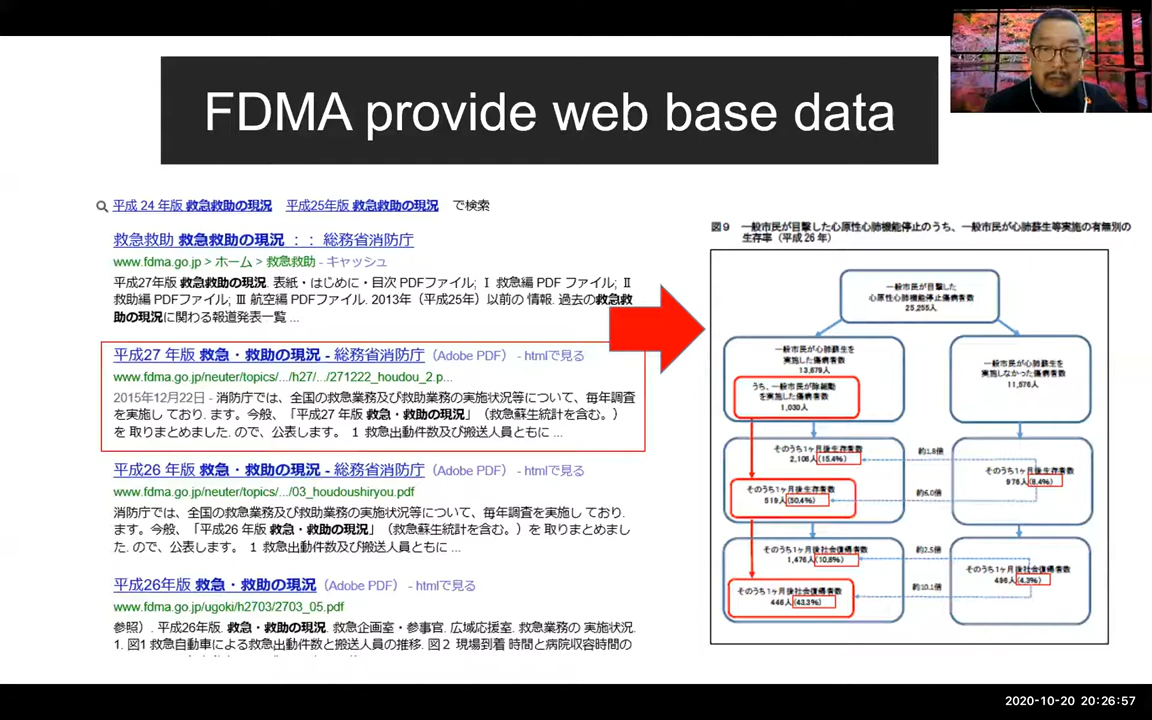 FDMA provide web base data
平成 24 年版 救急救助の現況 平成25年版 救急救助の現況 で検索
救急救助 救急救助の現況 ： ： 総務省消防庁
www.fdma.go.jp > ホーム > 救急救助 - キャッシュ
平成27年版 救急救助の現況. 表紙・はじめに・目次 PDFファイル; Ⅰ 救急編 PDF ファイル; Ⅱ
救助編 PDFファイル; Ⅲ 航空編 PDFファイル. 2013年（平成25年）以前の 情報. 過去の救急救
助の現況に関わる報道発表一覧 ...
平成27 年版 救急・救助の現況 - 総務省消防庁 (Adobe PDF) - htmlで見る
www.fdma.go.jp/neuter/topics/.../h27/.../271222_houdou_2.p...
2015年12月22日 - 消防庁では、全国の救急業務及び救助業務の実施状況等について、毎年調査
を実施し ており. ます。今般、「平成27 年版 救急・救助の現況」（救急蘇生統計を含む。）
を 取りまとめました. ので、公表します。 1 救急出動件数及び搬送人員ともに ...
平成26 年版 救急・救助の現況 - 総務省消防庁 (Adobe PDF) - htmlで見る
www.fdma.go.jp/neuter/topics/.../03_houdoushiryou.pdf
消防庁では、全国の救急業務及び救助業務の実施状況等について、毎年調査を実施し ており.
ます。今般、「平成26 年版 救急・救助の現況」（救急蘇生統計を含む。）を 取りまとめまし
た. ので、公表します。 1 救急出動件数及び搬送人員ともに ...
平成26年版 救急・救助の現況 (Adobe PDF) - htmlで見る
www.fdma.go.jp/ugoki/h2703/2703_05.pdf
参照）. 平成26年版. 救急・救助の現況. 救急企画室・参事官. 広域応援室. 救急業務の 実施状況.
1. 図1 救急自動車による救急出動件数と搬送人員の推移. 図２ 現場到着 時間と病院収容時間の
図９ 一般市民が目撃した心原性心肺機能停止のうち、一般市民が心肺蘇生等実施の有無別の
生存率（平成 26 年）
一般市民が目撃した
心原性心肺機能停止傷病者数
25,255人
一般市民が心肺蘇生を
実施した傷病者数
13,679人
うち、一般市民が除細動
を実施した傷病者数
1,030人
一般市民が心肺蘇生を
実施しなかった傷病者数
11,576人
そのうち1ヶ月後生存者数
2,106人(15.4%)
約1.8倍
そのうち1ヶ月後生存者数
976人(8.4%)
そのうち1ヶ月後生存者数
519人(50.4%)
約6.0倍
そのうち1ヶ月後社会復帰者数
1,476人(10.8%)
約2.5倍
そのうち1ヶ月後社会復帰者数
496人(4.3%)
そのうち1ヶ月後社会復帰者数
446人(43.3%)
約10.1倍
2020-10-20 20:26:57